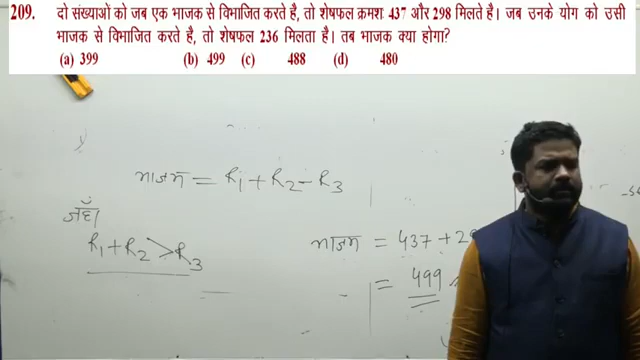 209. दो संख्याओं को जब एक भाजक से विभाजित करते है, तो शेषफल क्रमशः 437 और 298 मिलते है। जब उनके योग को उसी
भाजक से विभाजित करते है, तो शेषफल 236 मिलता है। तब भाजक क्या होगा?
(a) 399 (b) 499 (c) 488 (d) 480
भाजक = R1 + R2 - R3
जहाँ
R1 + R2 > R3
भाजक = 437 + 29
= 499